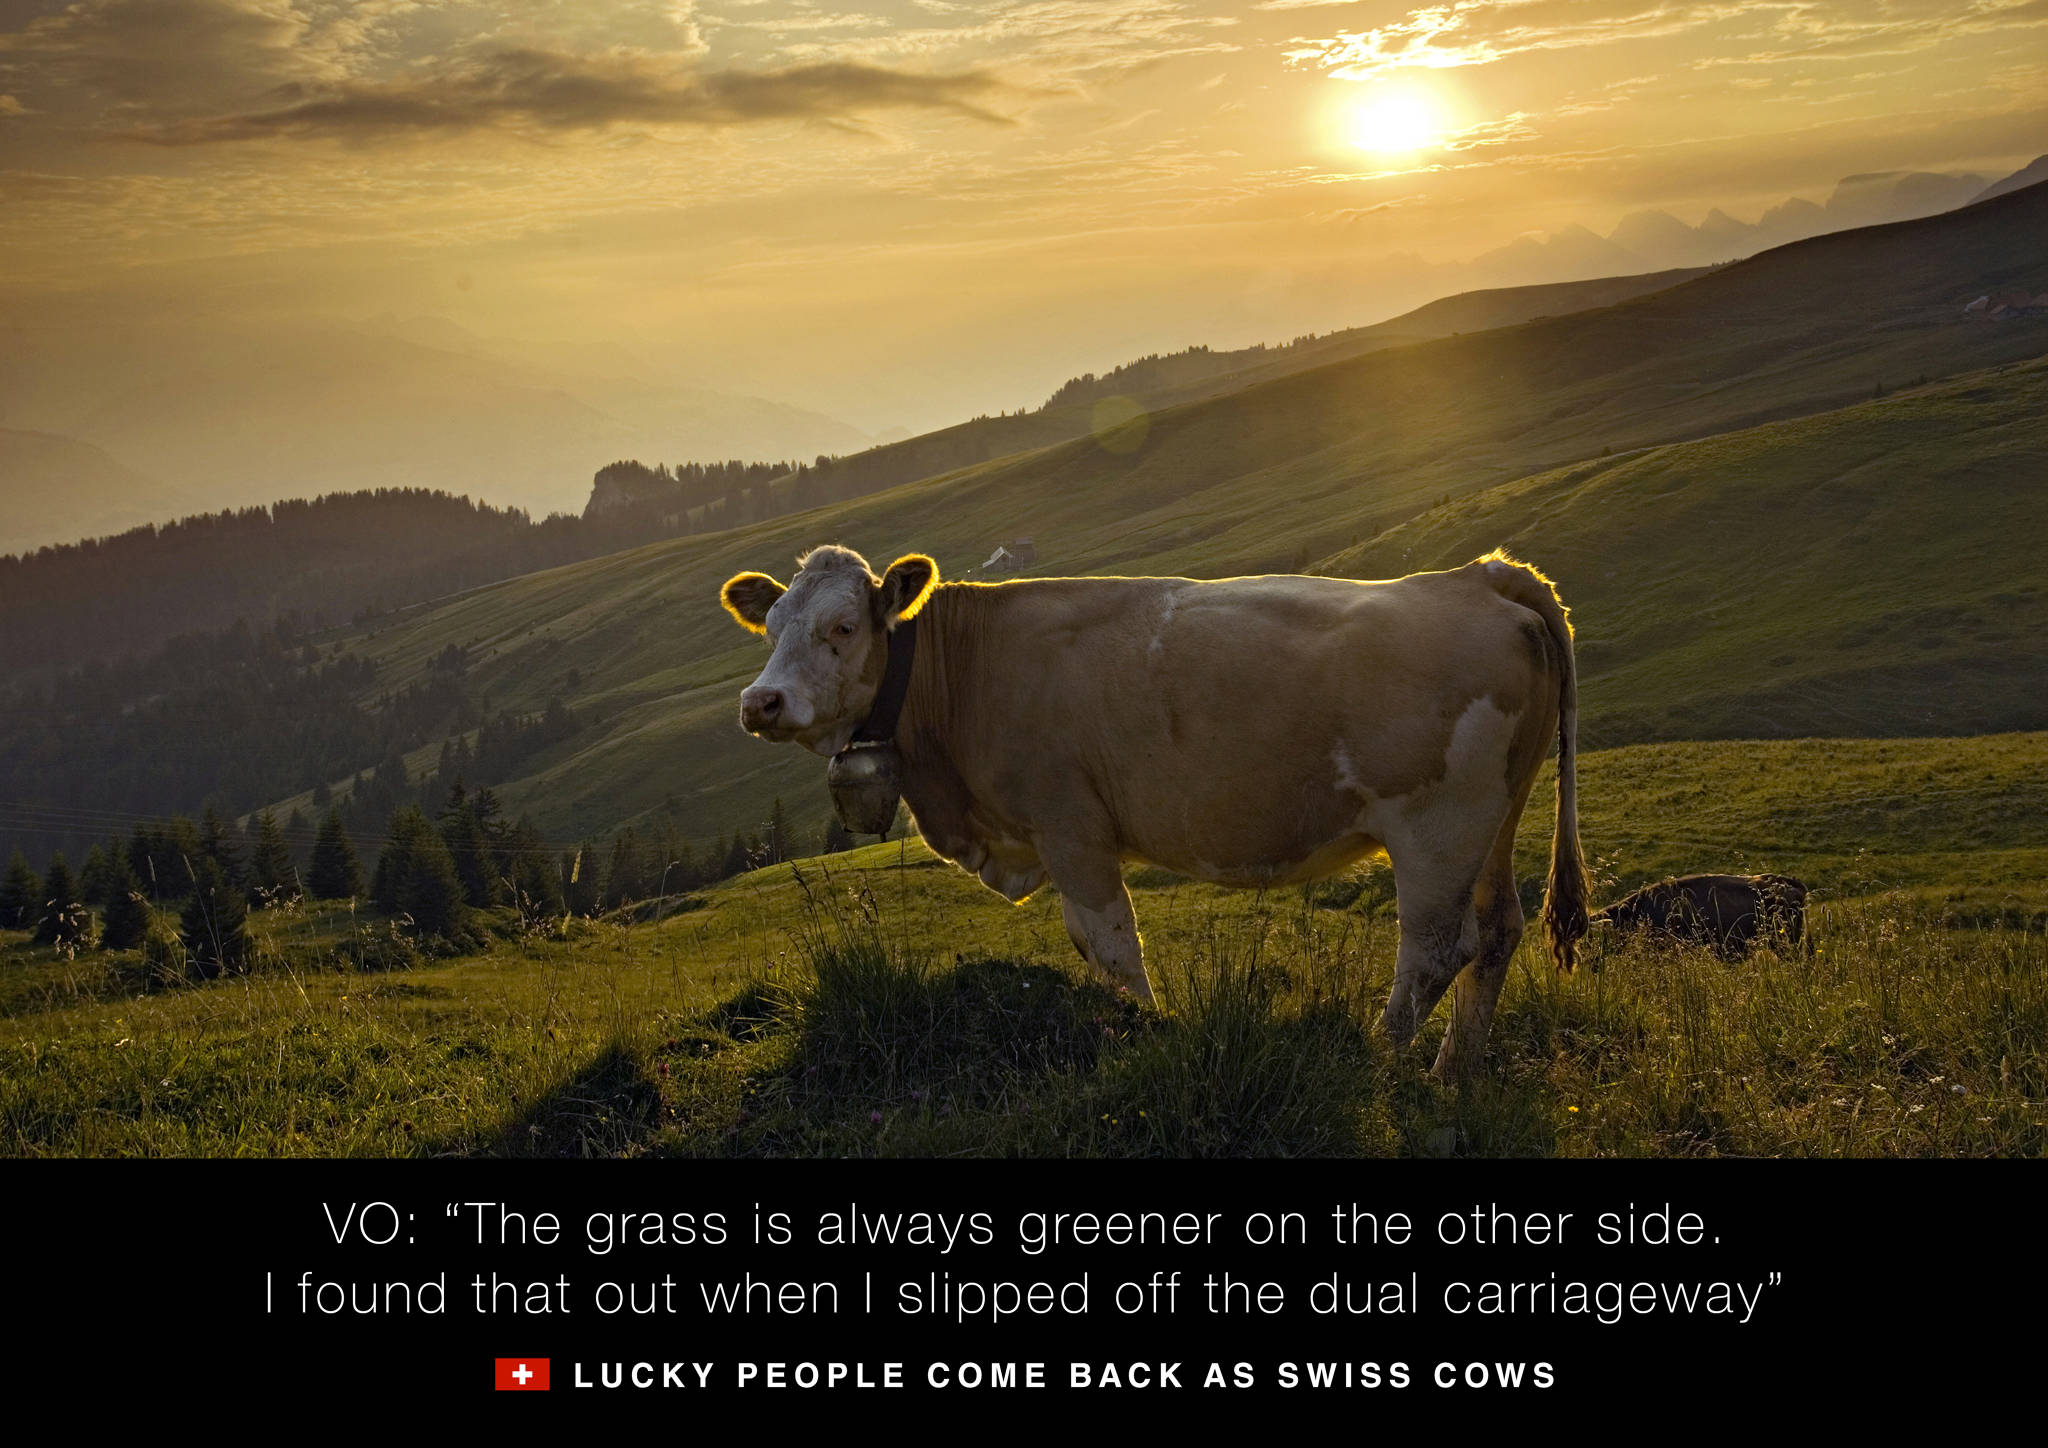 VO: “The grass is always greener on the other side.
I found that out when I slipped off the dual carriageway”
LUCKY PEOPLE COME BACK AS SWISS COWS